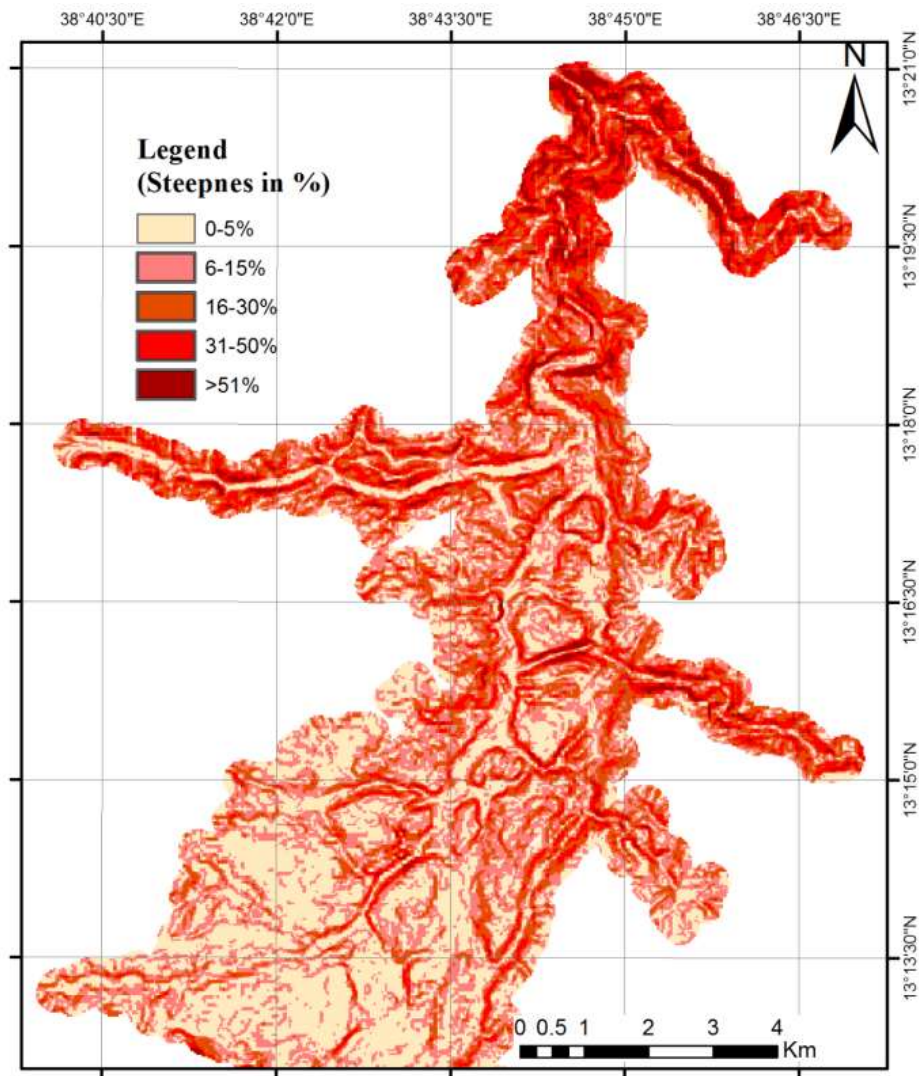 38°40'30"E 38°42'0"E 38°43'30"E 38°45'0"E 38°46'30"E
N
13°21'0"N
Legend
(Steepnes in %)
0-5%
6-15%
13°19'30"N
16-30%
31-50%
>51%
13°18'0"N
13°16'30"N
13°15'0"N
13°13'30"N
0 0.5 1 2 3 4
Km